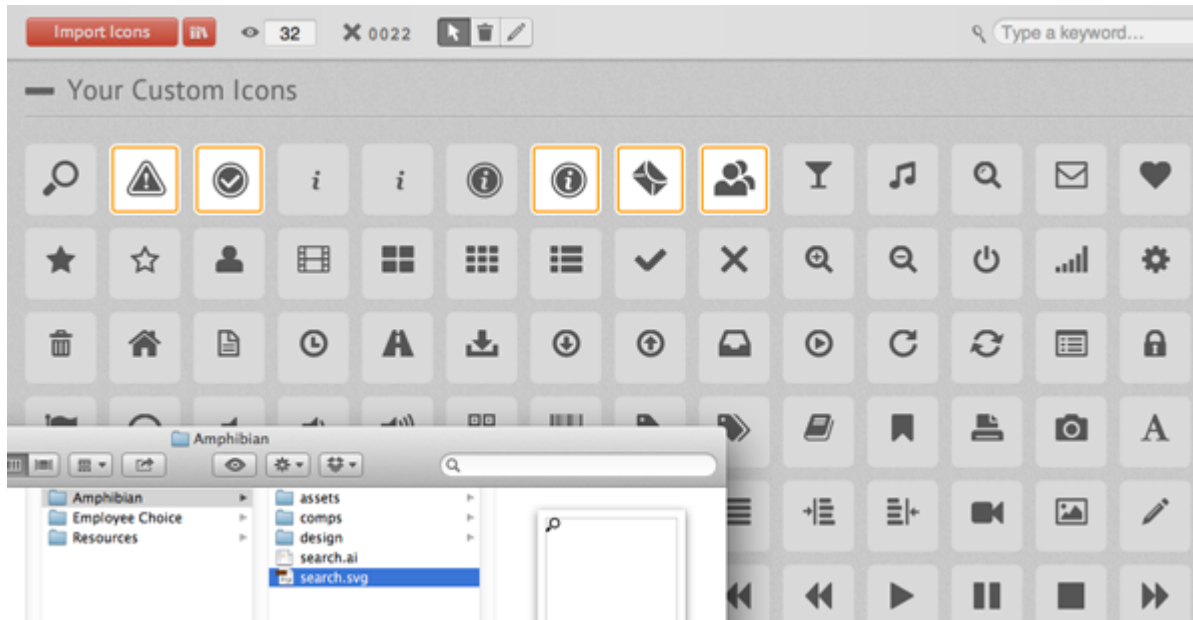 Import Icons
32
0022
Type a keyword...
Your Custom Icons
Amphibian
Amphibian
Employee Choice
Resources
assets
comps
design
search.ai
search.svg